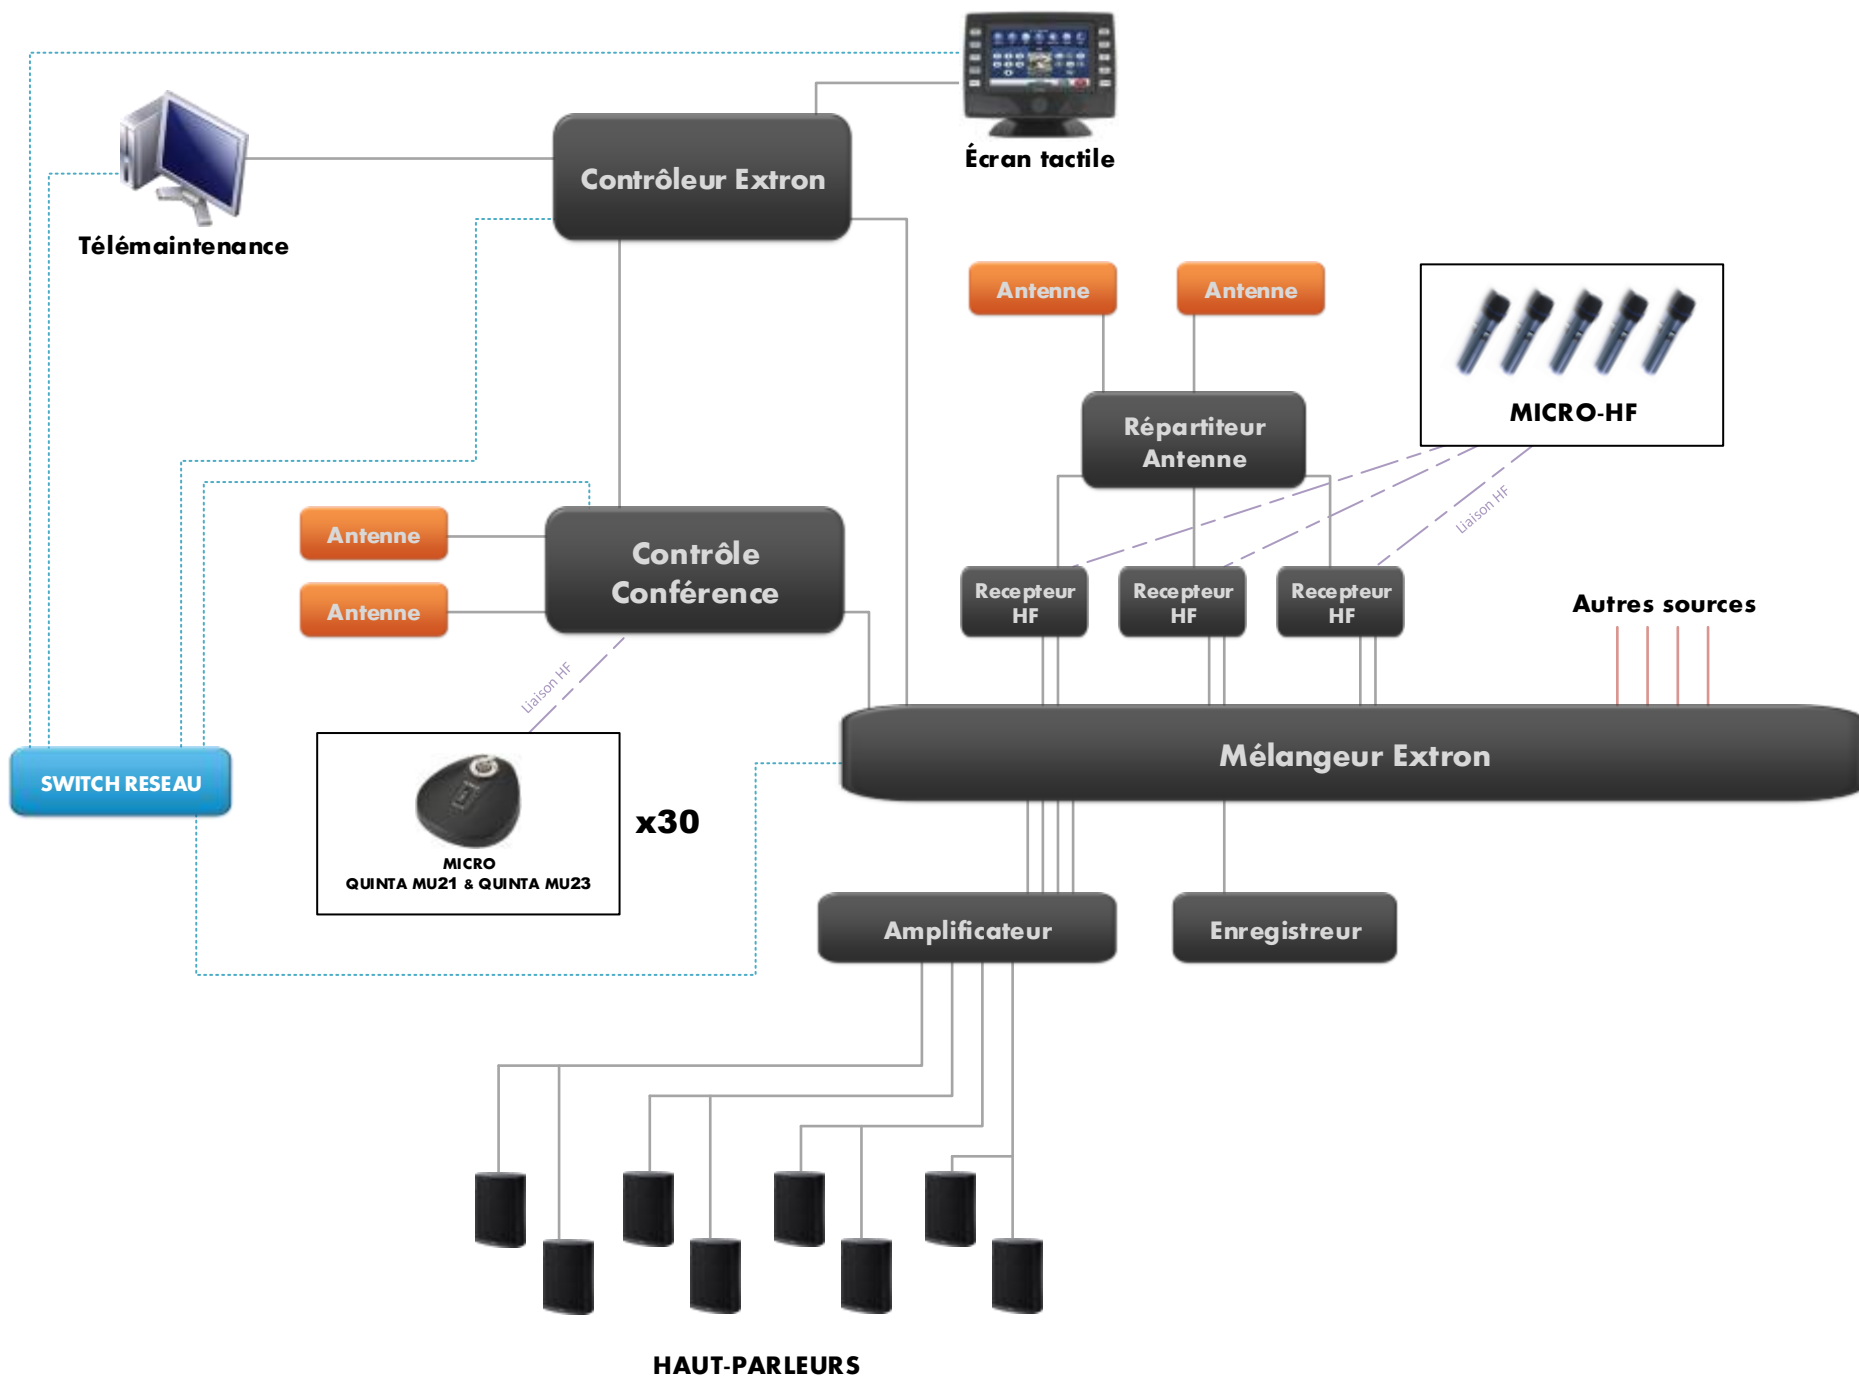 Écran tactile
Contrôleur Extron
Télémaintenance
Antenne
Antenne
MICRO-HF
Répartiteur
Antenne
Liaison HF
Antenne
Contrôle
Conférence
Antenne
Recepteur
HF
Recepteur
HF
Recepteur
HF
Autres sources
Liaison HF
Mélangeur Extron
SWITCH RESEAU
x30
MICRO
QUINTA MU21 & QUINTA MU23
Amplificateur
Enregistreur
HAUT-PARLEURS